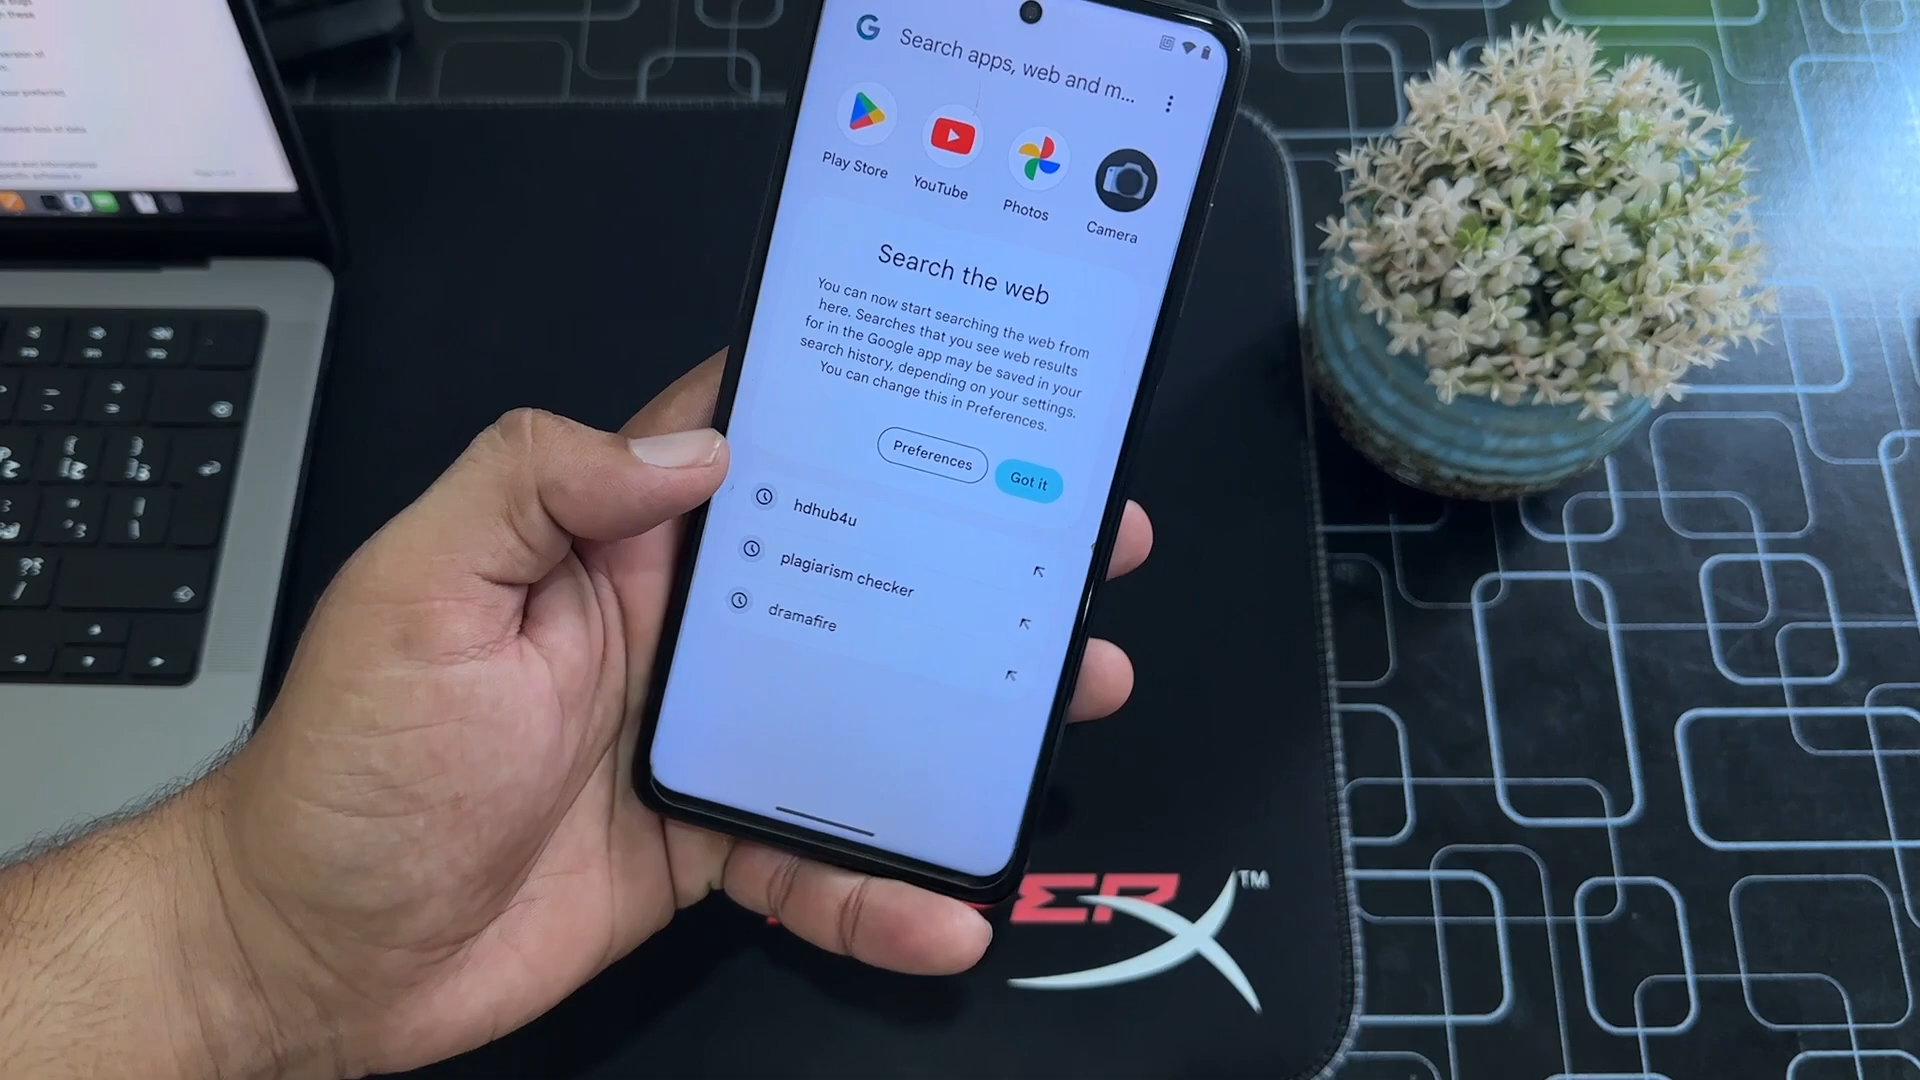 Search apps, web and m...
Play Store
YouTube
Photos
Camera
Search the web
You can now start searching the web from
here. Searches that you see web results
for in the Google app may be saved in your
search history, depending on your settings.
You can change this in Preferences.
Preferences
Got it
hdhub4u
plagiarism checker
dramafire
X™